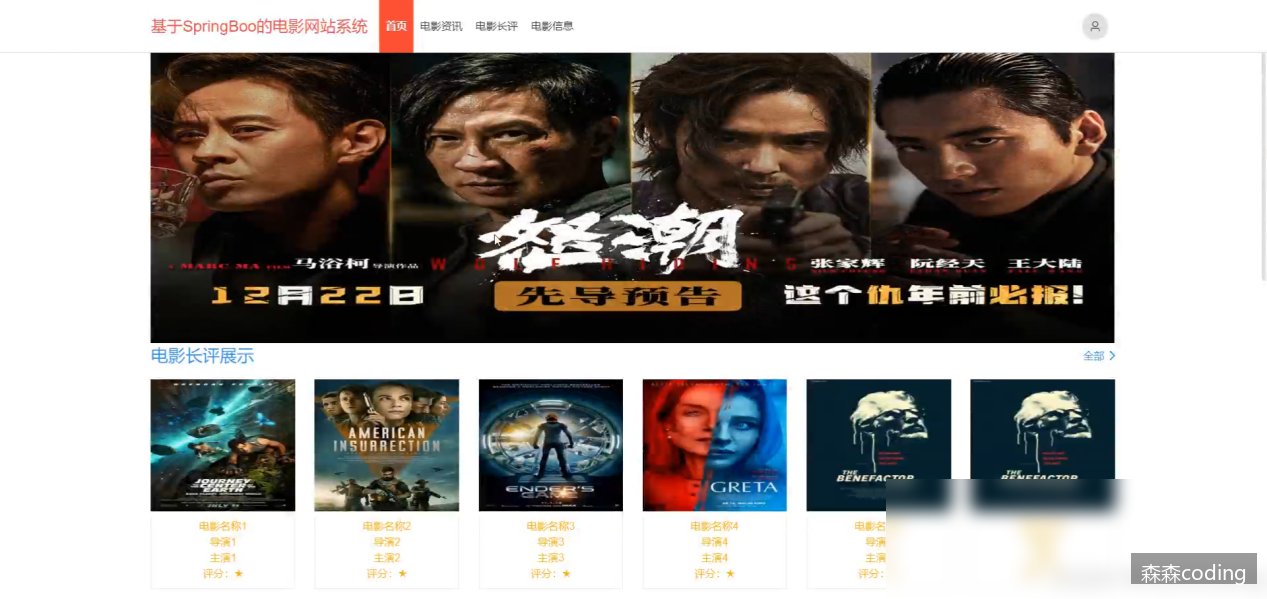 基于SpringBoo的电影网站系统 首页 电影资讯 电影长评 电影信息
怒潮
WOLF HIDING
MARC MA FILM 马浴柯 导演作品
张家辉 阮经天 王大陆
12月22日 先导预告 这个仇年前必报!
电影长评展示 全部
JOURNEY TO THE CENTER OF THE EARTH
AMERICAN INSURRECTION
ENDER'S GAME
GRETA
THE BENEFACTOR
THE BENEFACTOR
电影名称1 电影名称2 电影名称3 电影名称4 电影名
导演1 导演2 导演3 导演4 导演
主演1 主演2 主演3 主演4 主演
评分：★ 评分：★ 评分：★ 评分：★ 评分：
森森coding